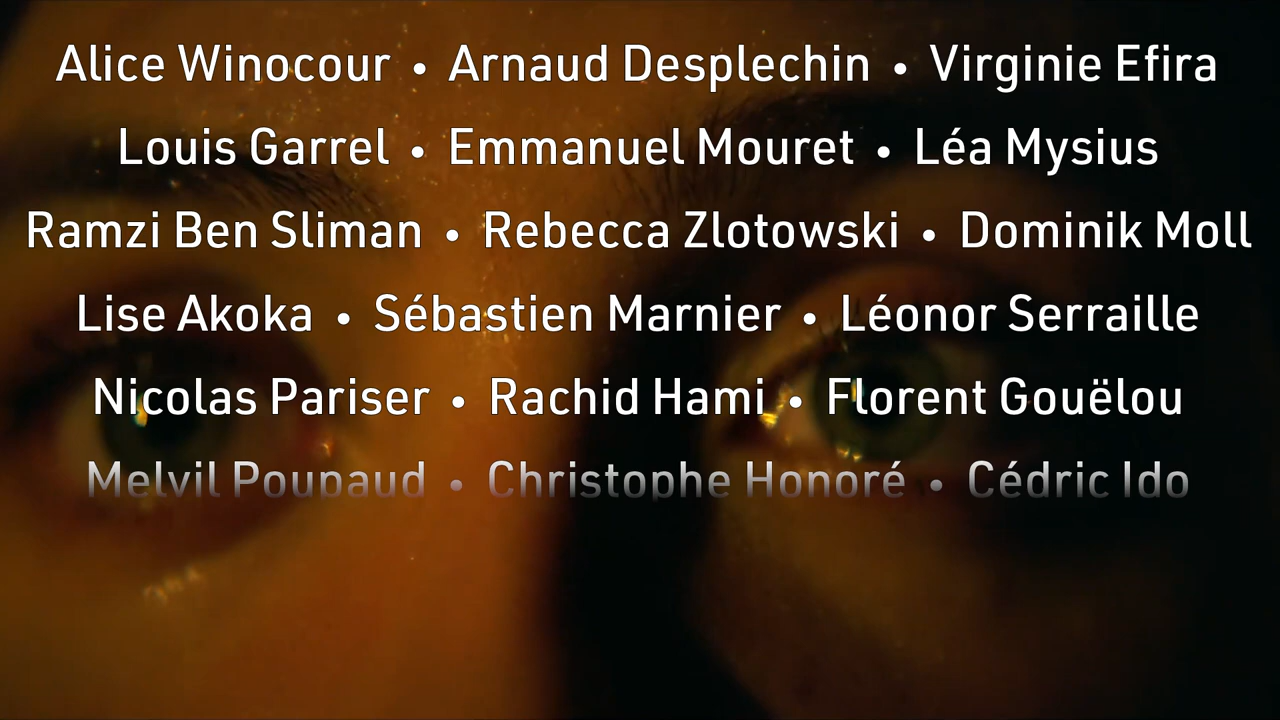 Alice Winocour • Arnaud Desplechin • Virginie Efira
Louis Garrel • Emmanuel Mouret • Léa Mysius
Ramzi Ben Sliman • Rebecca Zlotowski • Dominik Moll
Lise Akoka • Sébastien Marnier • Léonor Serraille
Nicolas Pariser • Rachid Hami • Florent Gouëlou
Melvil Poupaud • Christophe Honoré • Cédric Ido